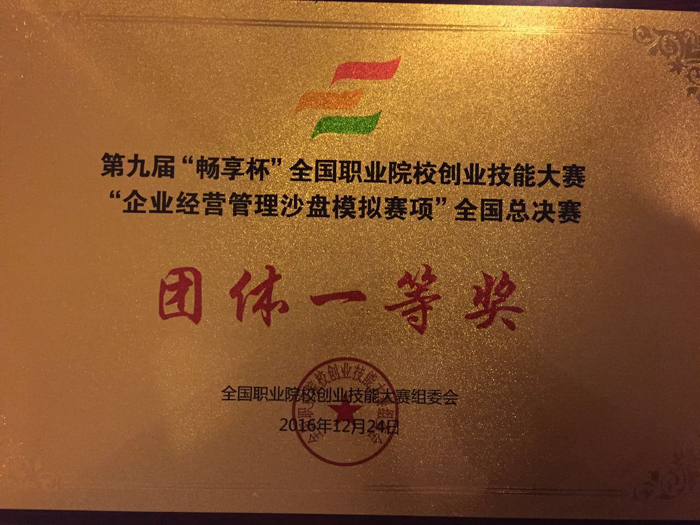 第九届“畅享杯”全国职业院校创业技能大赛
“企业经营管理沙盘模拟赛项”全国总决赛
团体一等奖
全国职业院校创业技能大赛组委会
2016年12月24日